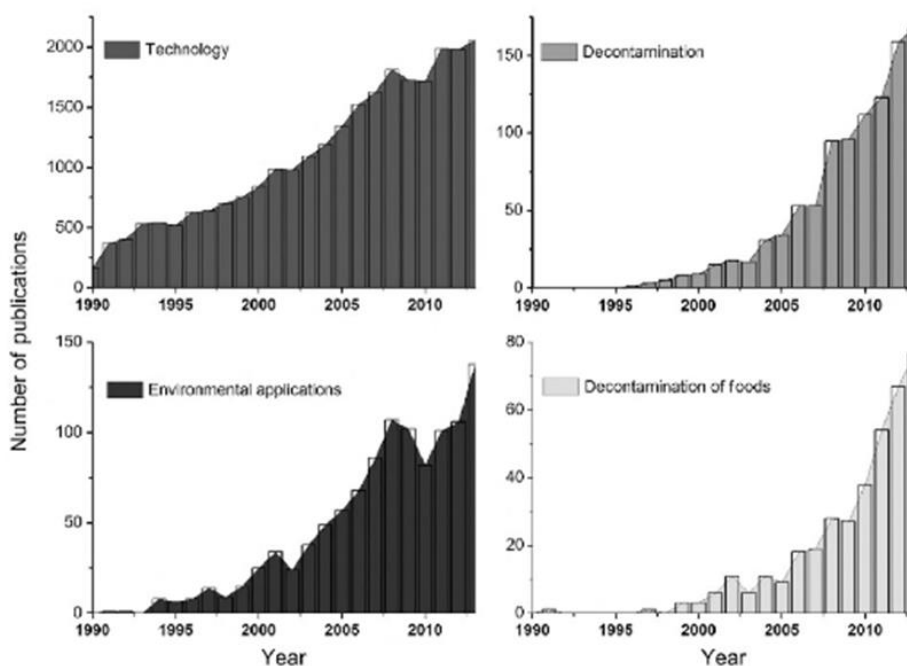 Number of publications
Technology
2000
1500
1000
500
0
1990 1995 2000 2005 2010
Decontamination
150
100
50
0
1990 1995 2000 2005 2010
Environmental applications
150
100
50
0
1990 1995 2000 2005 2010
Year
Decontamination of foods
80
60
40
20
0
1990 1995 2000 2005 2010
Year